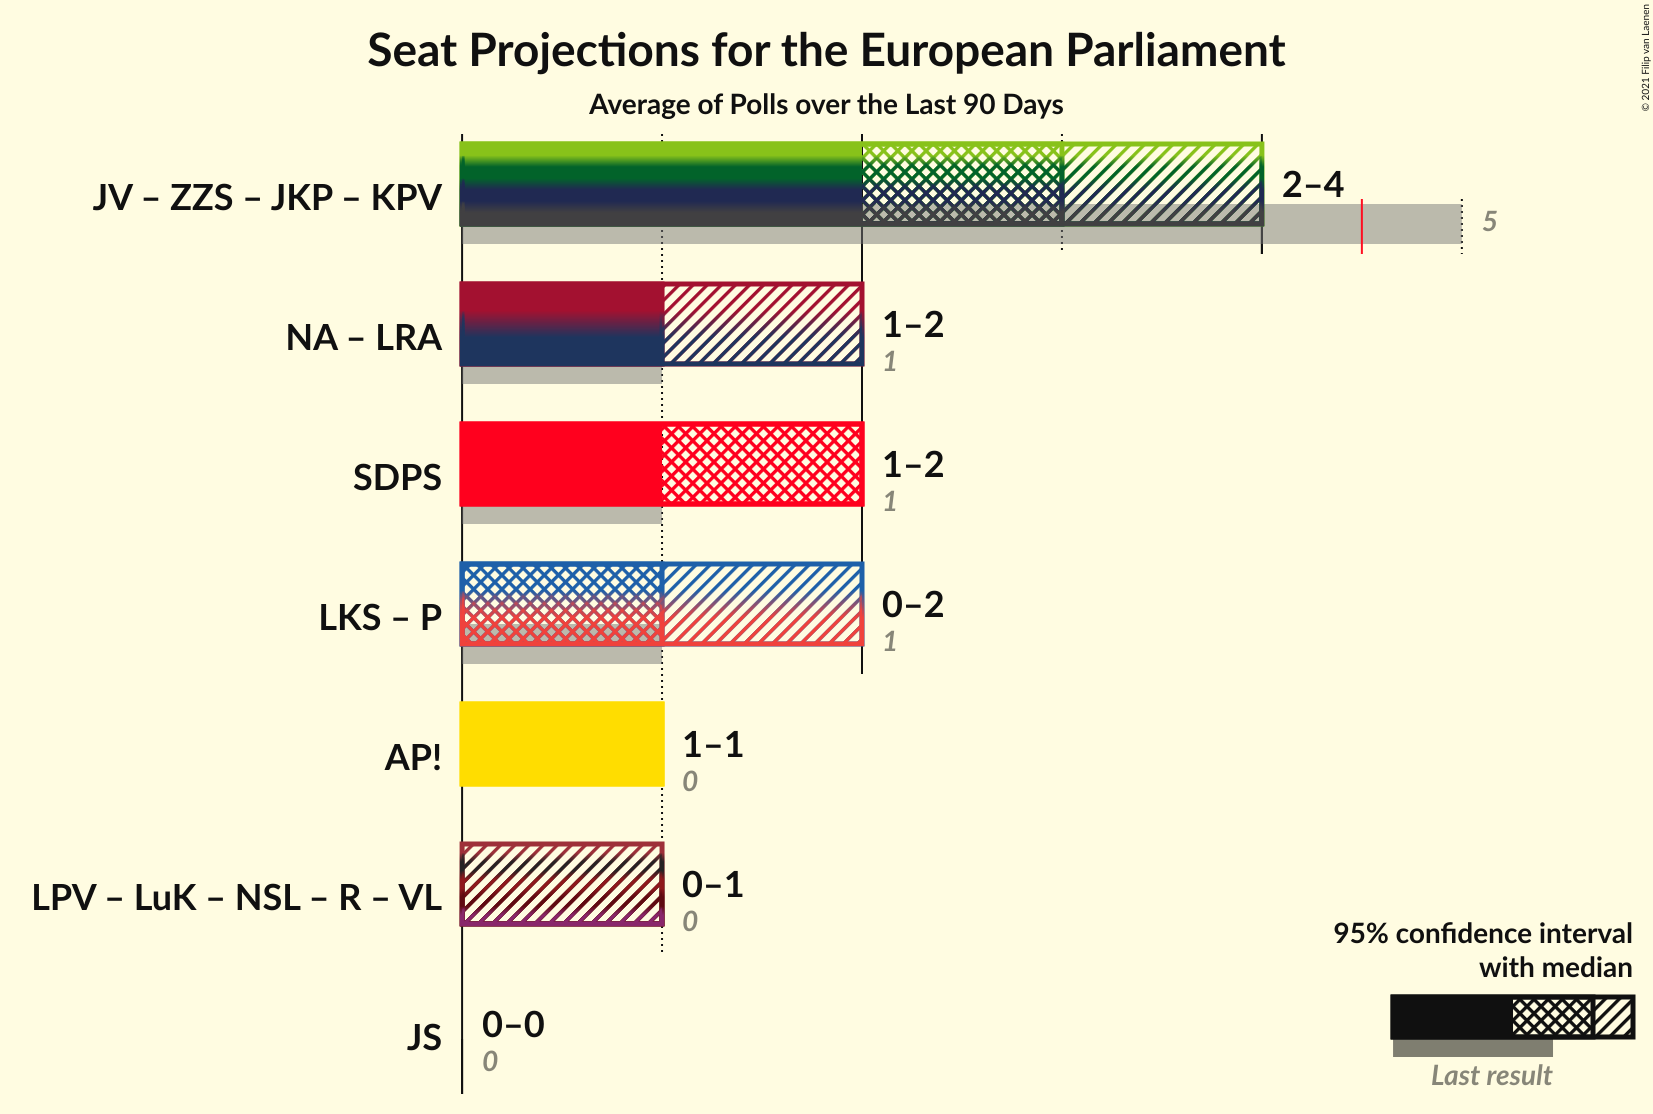 Seat Projections for the European Parliament
Average of Polls over the Last 90 Days
© 2021 Filip van Laenen
JV – ZZS – JKP – KPV
2–4
5
NA – LRA
1–2
1
SDPS
1–2
1
LKS – P
0–2
1
AP!
1–1
0
LPV – LuK – NSL – R – VL
0–1
0
JS
0–0
0
95% confidence interval
with median
Last result